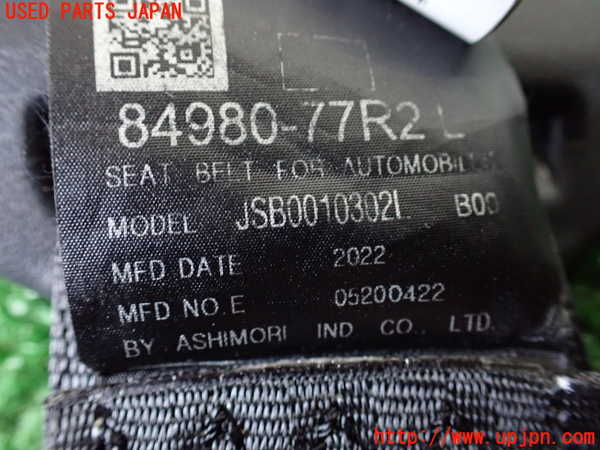 USED PARTS JAPAN
84980-77R2 L
SEAT BELT FOR AUTOMOBILES
MODEL JSB0010302L B00
MFD DATE 2022
MFD NO.E 05200422
BY ASHIMORI IND CO., LTD.
http://www.upjpn.com/